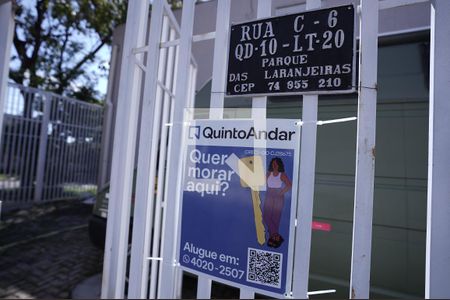 RUA C-6
QD-10-LT-20
PARQUE
DAS LARANJEIRAS
CEP 74 855 210
QuintoAndar
Quer
morar
aqui?
Alugue em:
4020-2507